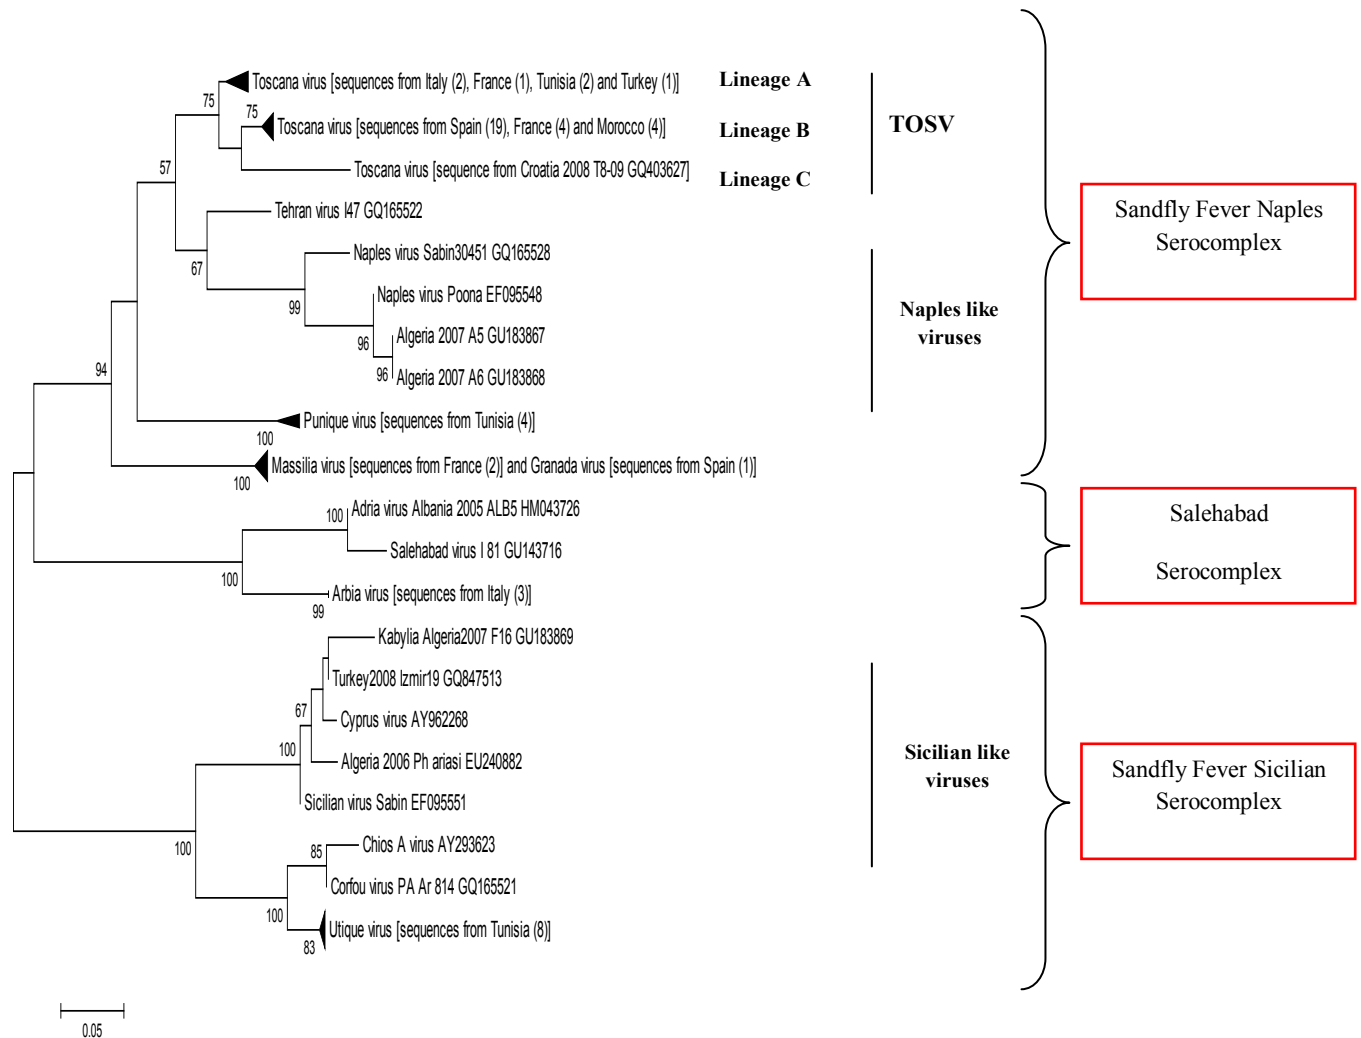 Toscana virus [sequences from Italy (2), France (1), Tunisia (2) and Turkey (1)]
Lineage A
75
75
Toscana virus [sequences from Spain (19), France (4) and Morocco (4)]
Lineage B
TOSV
57
Toscana virus [sequence from Croatia 2008 T8-09 GQ403627]
Lineage C
Tehran virus I47 GQ165522
67
Naples virus Sabin30451 GQ165528
99
Naples virus Poona EF095548
96
Algeria 2007 A5 GU183867
96
Algeria 2007 A6 GU183868
Naples like
viruses
Sandfly Fever Naples
Serocomplex
94
Punique virus [sequences from Tunisia (4)]
100
Massilia virus [sequences from France (2)] and Granada virus [sequences from Spain (1)]
100
100
Adria virus Albania 2005 ALB5 HM043726
Salehabad virus I 81 GU143716
100
Arbia virus [sequences from Italy (3)]
99
Salehabad
Serocomplex
Kabylia Algeria2007 F16 GU183869
Turkey2008 Izmir19 GQ847513
67
Cyprus virus AY962268
100
Algeria 2006 Ph ariasi EU240882
Sicilian virus Sabin EF095551
Sicilian like
viruses
Sandfly Fever Sicilian
Serocomplex
100
85
Chios A virus AY293623
Corfou virus PA Ar 814 GQ165521
100
Utique virus [sequences from Tunisia (8)]
83
0.05